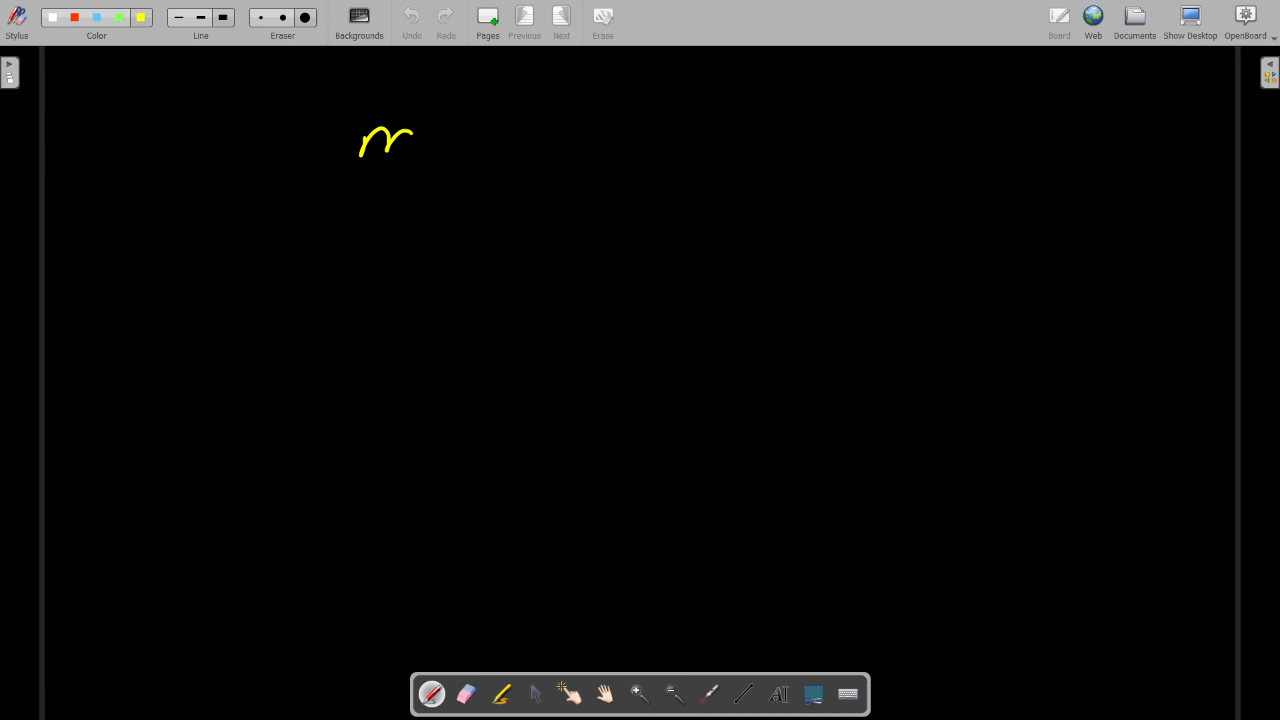 Stylus
Color
Line
Eraser
Backgrounds
Undo
Redo
Pages
Previous
Next
Erase
Board
Web
Documents
Show Desktop
OpenBoard